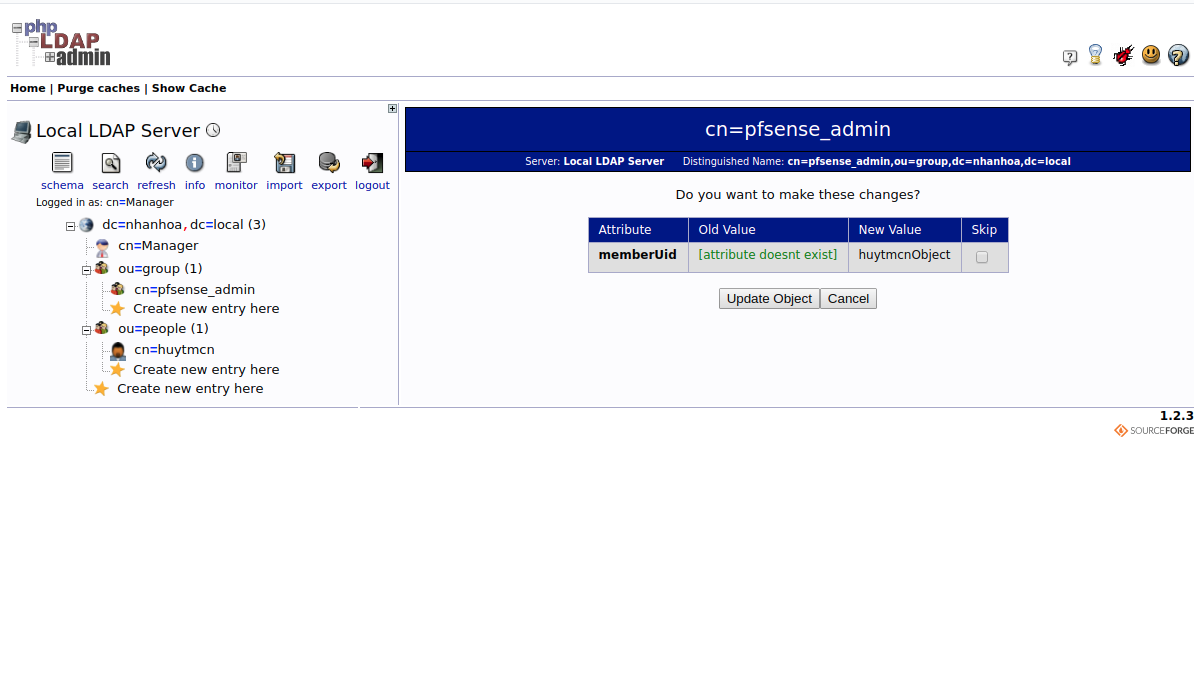 php
LDAP
admin
Home | Purge caches | Show Cache
Local LDAP Server
schema search refresh info monitor import export logout
Logged in as: cn=Manager
dc=nhanhoa,dc=local (3)
cn=Manager
ou=group (1)
cn=pfsense_admin
Create new entry here
ou=people (1)
cn=huytmcn
Create new entry here
Create new entry here
cn=pfsense_admin
Server: Local LDAP Server Distinguished Name: cn=pfsense_admin,ou=group,dc=nhanhoa,dc=local
Do you want to make these changes?
Attribute Old Value New Value Skip
memberUid [attribute doesnt exist] huytmcnObject
Update Object Cancel
1.2.3
SOURCEFORGE